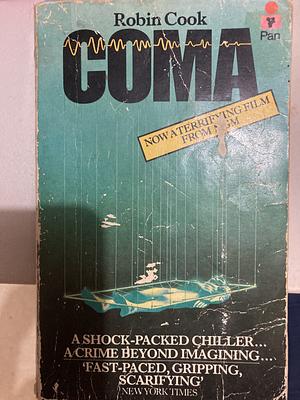 Robin Cook
Pan
COMA
NOW A TERRIFYING FILM
FROM MGM
A SHOCK-PACKED CHILLER...
A CRIME BEYOND IMAGINING...
'FAST-PACED, GRIPPING,
SCARIFYING'
NEW YORK TIMES